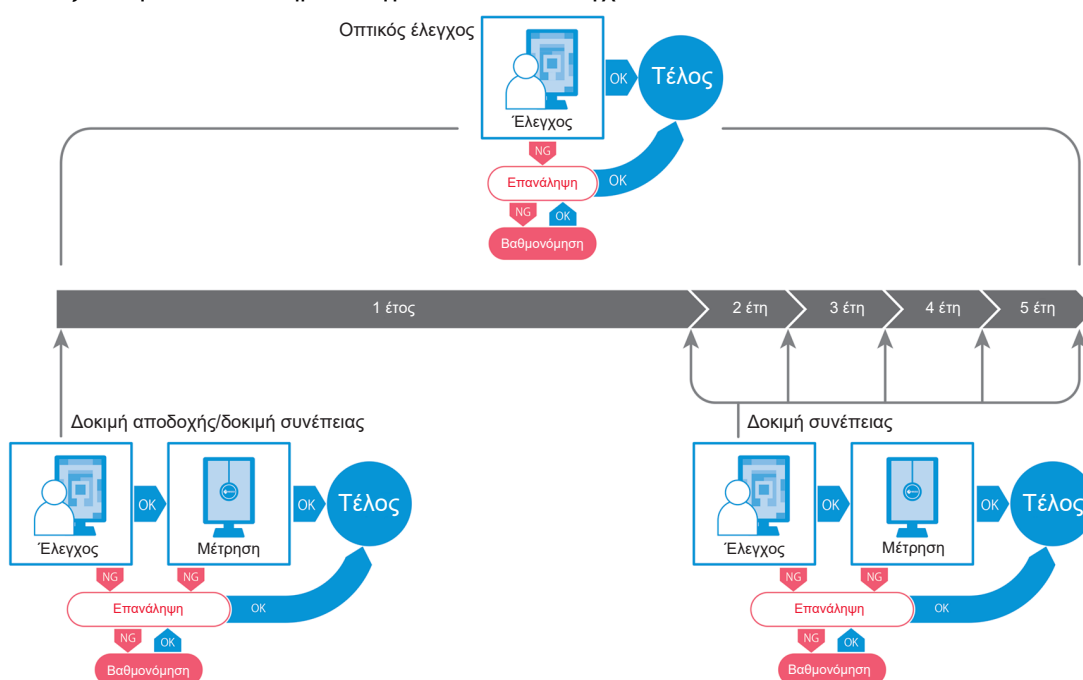 Οπτικός έλεγχος
OK
Τέλος
Έλεγχος
NG
Επανάληψη
OK
NG
OK
Βαθμονόμηση
1 έτος
2 έτη
3 έτη
4 έτη
5 έτη
Δοκιμή αποδοχής/δοκιμή συνέπειας
OK
OK
Τέλος
Έλεγχος
Μέτρηση
NG
NG
Επανάληψη
OK
NG
OK
Βαθμονόμηση
Δοκιμή συνέπειας
OK
OK
Τέλος
Έλεγχος
Μέτρηση
NG
NG
Επανάληψη
OK
NG
OK
Βαθμονόμηση